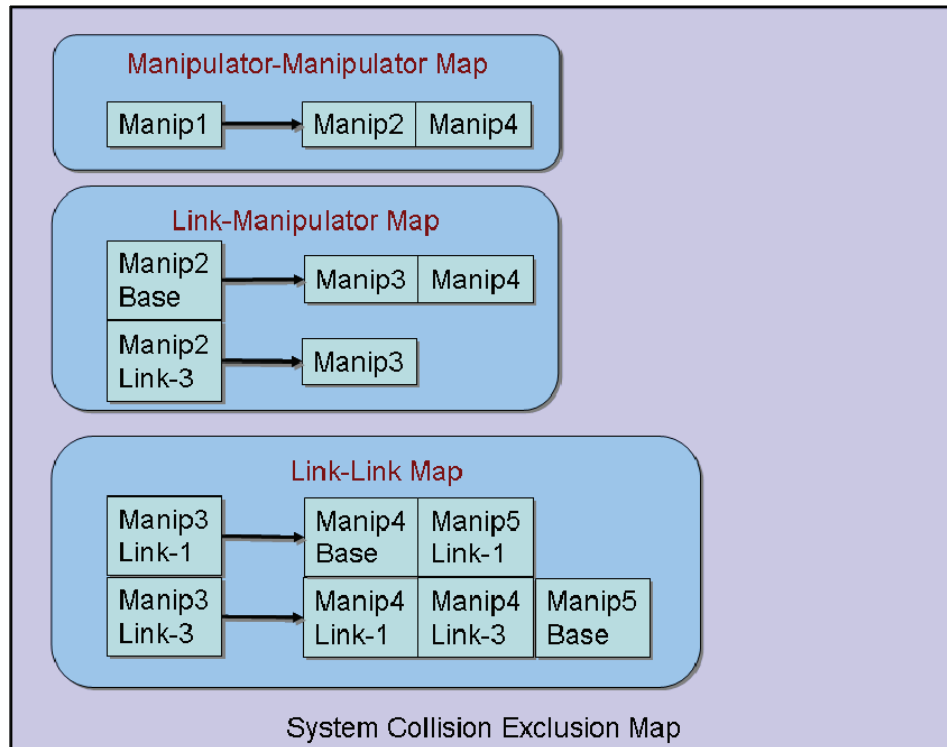 Manipulator-Manipulator Map
Manip1
Manip2
Manip4
Link-Manipulator Map
Manip2
Base
Manip3
Manip4
Manip2
Link-3
Manip3
Link-Link Map
Manip3
Link-1
Manip4
Base
Manip5
Link-1
Manip3
Link-3
Manip4
Link-1
Manip4
Link-3
Manip5
Base
System Collision Exclusion Map